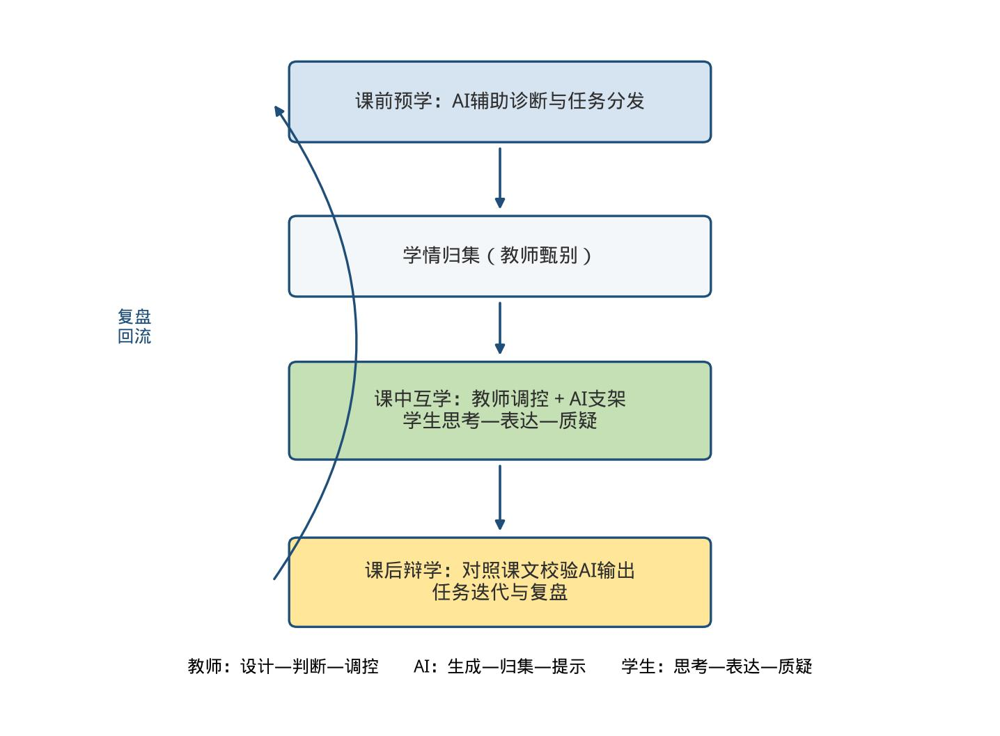 课前预学：AI辅助诊断与任务分发
学情归集（教师甄别）
复盘
回流
课中互学：教师调控 + AI支架
学生思考—表达—质疑
课后辩学：对照课文校验AI输出
任务迭代与复盘
教师：设计—判断—调控  AI：生成—归集—提示  学生：思考—表达—质疑